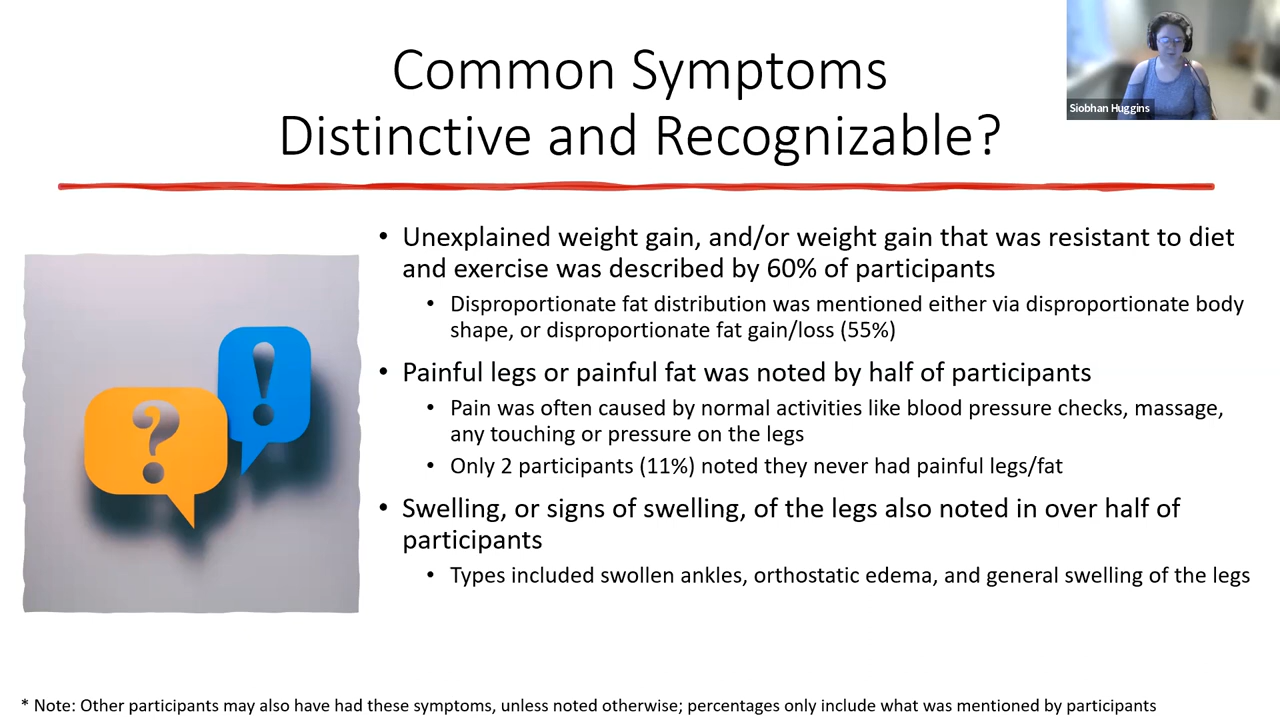 Common Symptoms
Distinctive and Recognizable?
Siobhan Huggins
• Unexplained weight gain, and/or weight gain that was resistant to diet
and exercise was described by 60% of participants
• Disproportionate fat distribution was mentioned either via disproportionate body
shape, or disproportionate fat gain/loss (55%)
• Painful legs or painful fat was noted by half of participants
• Pain was often caused by normal activities like blood pressure checks, massage,
any touching or pressure on the legs
• Only 2 participants (11%) noted they never had painful legs/fat
• Swelling, or signs of swelling, of the legs also noted in over half of
participants
• Types included swollen ankles, orthostatic edema, and general swelling of the legs
? !
* Note: Other participants may also have had these symptoms, unless noted otherwise; percentages only include what was mentioned by participants